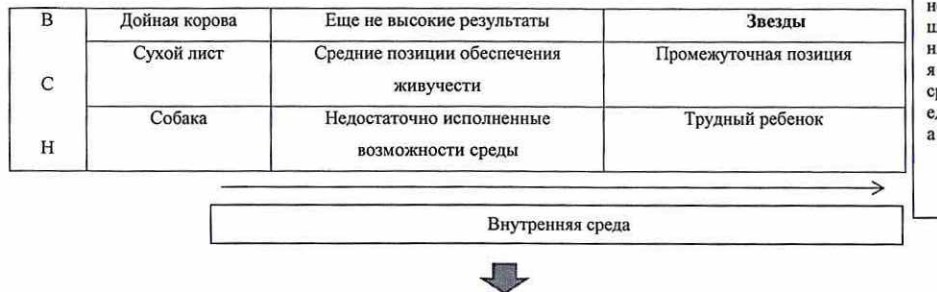 В Дойная корова Еще не высокие результаты Звезды
Сухой лист Средние позиции обеспечения Промежуточная позиция
С живучести
Собака Недостаточно исполненные Трудный ребенок
Н возможности среды
Внутренняя среда